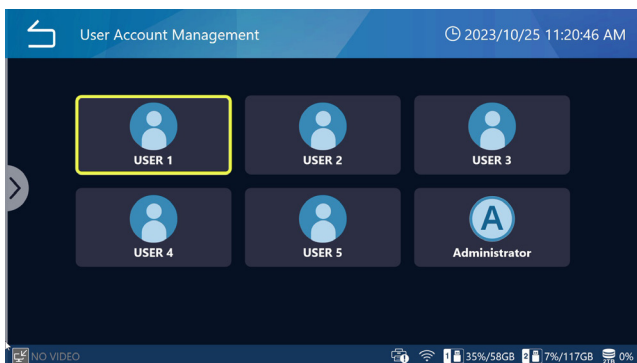 User Account Management
2023/10/25 11:20:46 AM
USER 1
USER 2
USER 3
USER 4
USER 5
A
Administrator
NO VIDEO
1 35%/58GB 2 7%/117GB 2TB 0%